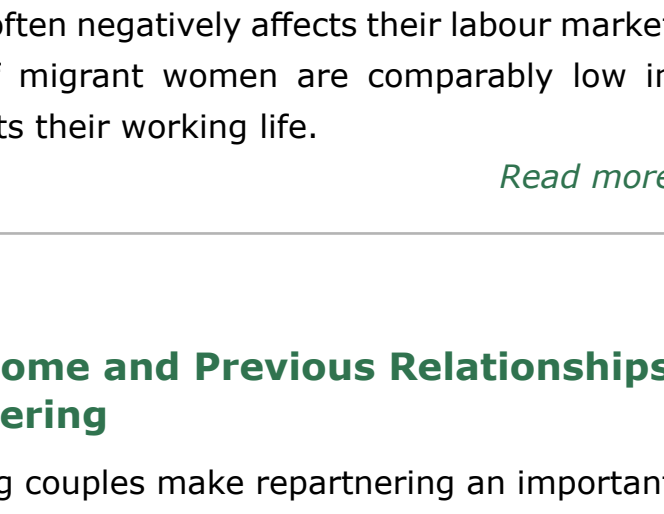 often negatively affects their labour market
migrant women are comparably low in
ts their working life.
Read more
ome and Previous Relationships
ering
g couples make repartnering an important